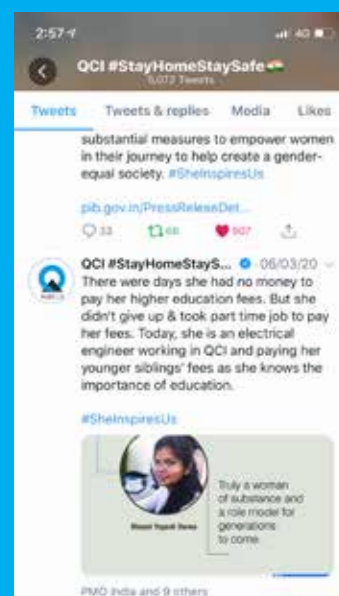 2:57
4G
QCI #StayHomeStaySafe🇮🇳
5,072 Tweets
Tweets Tweets & replies Media Likes
substantial measures to empower women
in their journey to help create a gender-
equal society. #SheInspiresUs
pib.gov.in/PressReleseDet...
33 907
QCI #StayHomeStayS... 06/03/20
There were days she had no money to
pay her higher education fees. But she
didn't give up & took part time job to pay
her fees. Today, she is an electrical
engineer working in QCI and paying her
younger siblings' fees as she knows the
importance of education.
#SheInspiresUs
Truly a woman
of substance and
a role model for
generations
to come
PMO India and 9 others